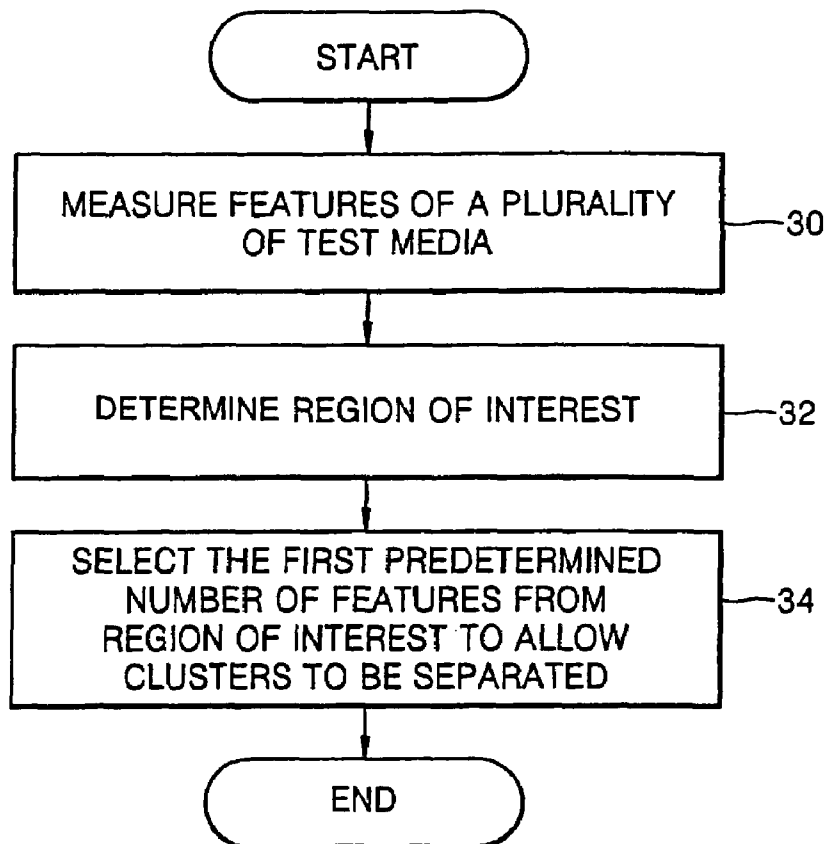 START
MEASURE FEATURES OF A PLURALITY
OF TEST MEDIA
30
DETERMINE REGION OF INTEREST
32
SELECT THE FIRST PREDETERMINED
NUMBER OF FEATURES FROM
REGION OF INTEREST TO ALLOW
CLUSTERS TO BE SEPARATED
34
END